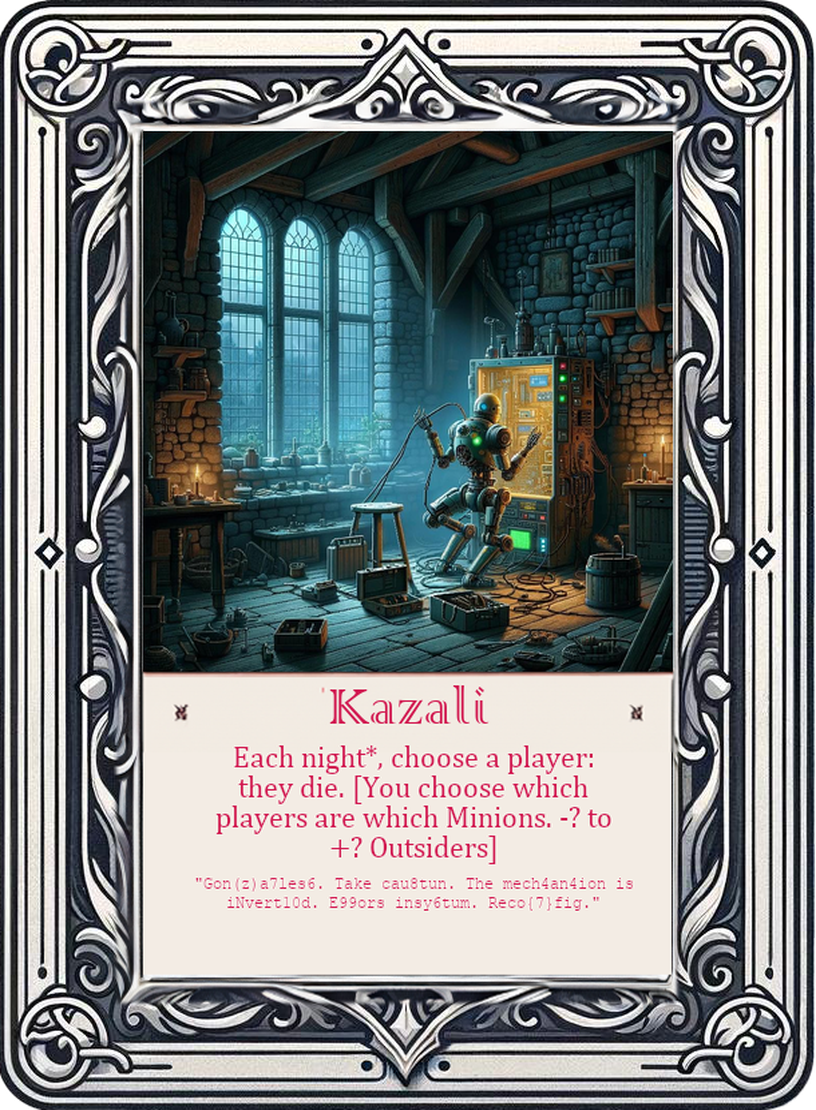 Kazali
Each night*, choose a player:
they die. [You choose which
players are which Minions. -? to
+? Outsiders]
"Gon(z)a7les6. Take cau8tun. The mech4an4ion is
iNvert10d. E99ors insy6tum. Reco{7}fig."